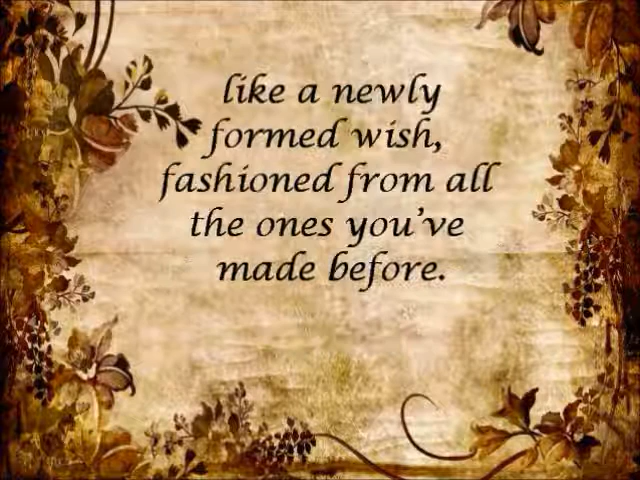 like a newly
formed wish,
fashioned from all
the ones you've
made before.